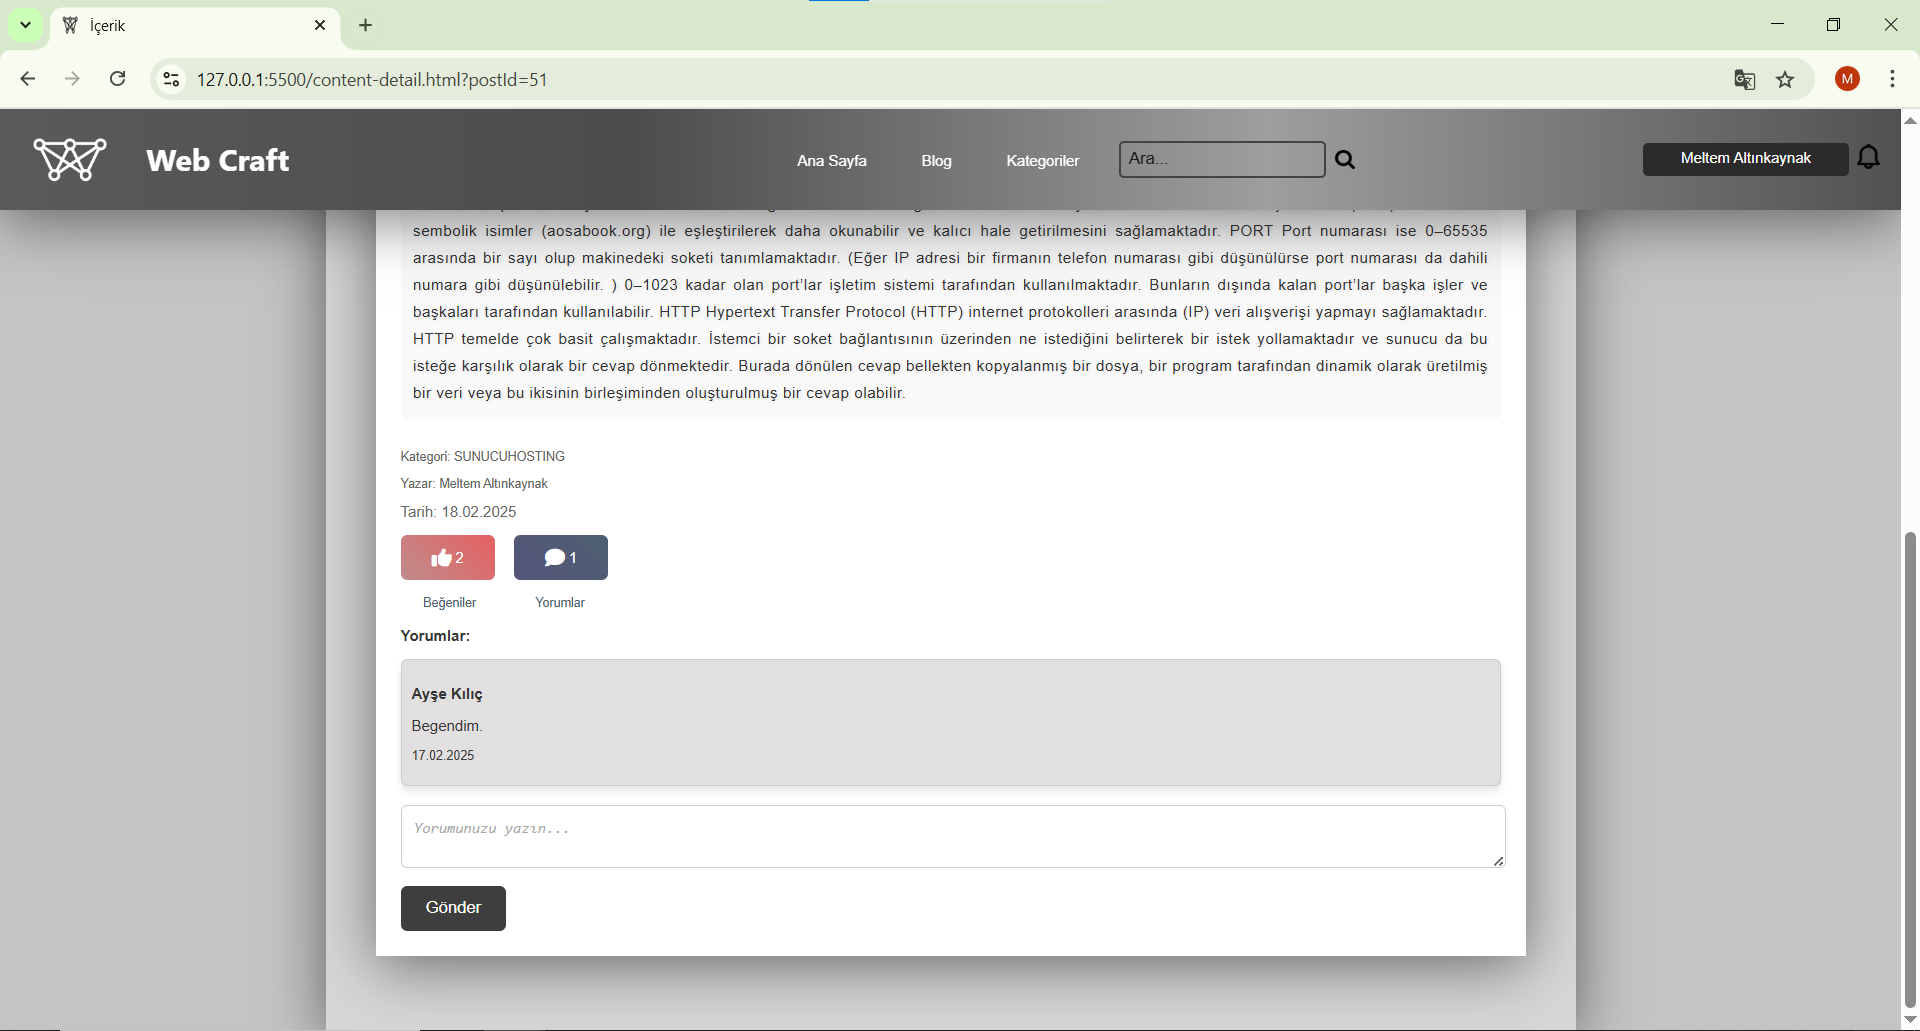 İçerik
127.0.0.1:5500/content-detail.html?postId=51
M
Web Craft
Ana Sayfa
Blog
Kategoriler
Ara...
Meltem Altınkaynak
sembolik isimler (aosabook.org) ile eşleştirilerek daha okunabilir ve kalıcı hale getirilmesini sağlamaktadır. PORT Port numarası ise 0–65535
arasında bir sayı olup makinedeki soketi tanımlamaktadır. (Eğer IP adresi bir firmanın telefon numarası gibi düşünülürse port numarası da dahili
numara gibi düşünülebilir. ) 0–1023 kadar olan port'lar işletim sistemi tarafından kullanılmaktadır. Bunların dışında kalan port'lar başka işler ve
başkaları tarafından kullanılabilir. HTTP Hypertext Transfer Protocol (HTTP) internet protokolleri arasında (IP) veri alışverişi yapmayı sağlamaktadır.
HTTP temelde çok basit çalışmaktadır. İstemci bir soket bağlantısının üzerinden ne istediğini belirterek bir istek yollamaktadır ve sunucu da bu
isteğe karşılık olarak bir cevap dönmektedir. Burada dönülen cevap bellekten kopyalanmış bir dosya, bir program tarafından dinamik olarak üretilmiş
bir veri veya bu ikisinin birleşiminden oluşturulmuş bir cevap olabilir.
Kategori: SUNUCUHOSTING
Yazar: Meltem Altınkaynak
Tarih: 18.02.2025
2
1
Beğeniler
Yorumlar
Yorumlar:
Ayşe Kılıç
Begendim.
17.02.2025
Yorumunuzu yazın...
Gönder